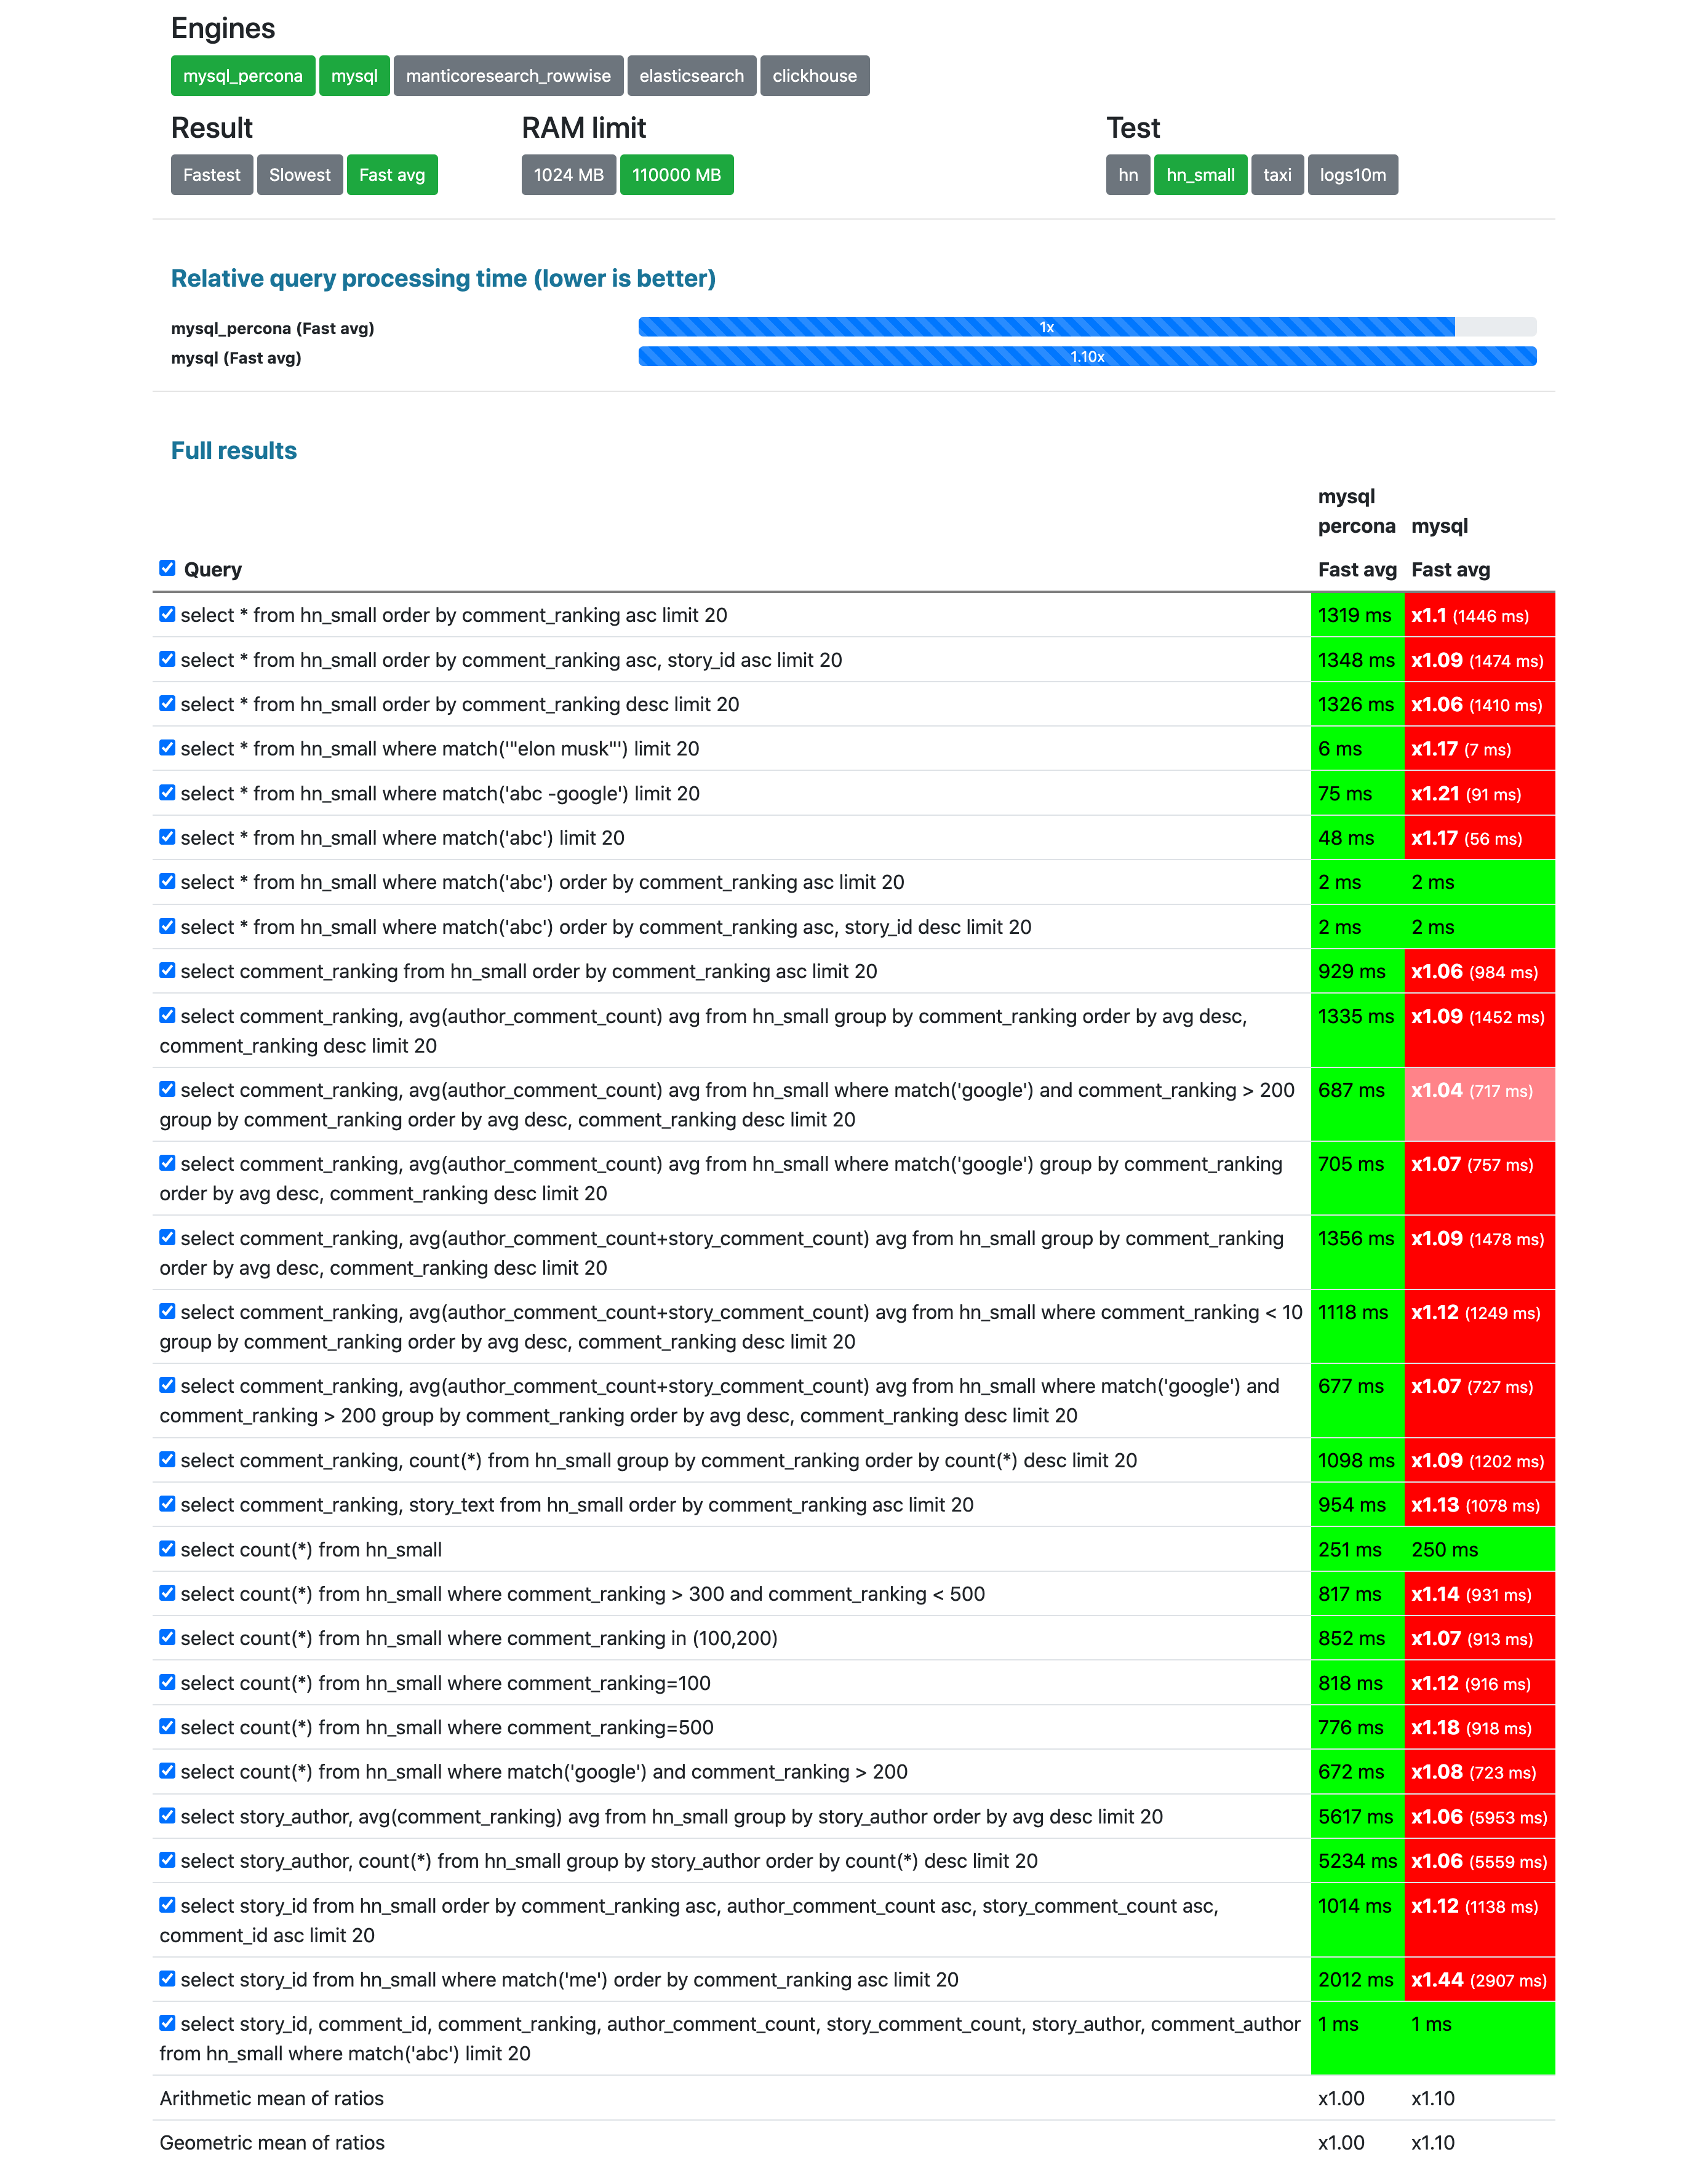 Engines
mysql_percona mysql manticoresearch_rowwise elasticsearch clickhouse
Result RAM limit Test
Fastest Slowest Fast avg 1024 MB 110000 MB hn hn_small taxi logs10m
Relative query processing time (lower is better)
mysql_percona (Fast avg) 1x
mysql (Fast avg) 1.10x
Full results
mysql
percona mysql
Query Fast avg Fast avg
select * from hn_small order by comment_ranking asc limit 20 1319 ms x1.1 (1446 ms)
select * from hn_small order by comment_ranking asc, story_id asc limit 20 1348 ms x1.09 (1474 ms)
select * from hn_small order by comment_ranking desc limit 20 1326 ms x1.06 (1410 ms)
select * from hn_small where match('"elon musk"') limit 20 6 ms x1.17 (7 ms)
select * from hn_small where match('abc -google') limit 20 75 ms x1.21 (91 ms)
select * from hn_small where match('abc') limit 20 48 ms x1.17 (56 ms)
select * from hn_small where match('abc') order by comment_ranking asc limit 20 2 ms 2 ms
select * from hn_small where match('abc') order by comment_ranking asc, story_id desc limit 20 2 ms 2 ms
select comment_ranking from hn_small order by comment_ranking asc limit 20 929 ms x1.06 (984 ms)
select comment_ranking, avg(author_comment_count) avg from hn_small group by comment_ranking order by avg desc, 1335 ms x1.09 (1452 ms)
comment_ranking desc limit 20
select comment_ranking, avg(author_comment_count) avg from hn_small where match('google') and comment_ranking > 200 687 ms x1.04 (717 ms)
group by comment_ranking order by avg desc, comment_ranking desc limit 20
select comment_ranking, avg(author_comment_count) avg from hn_small where match('google') group by comment_ranking 705 ms x1.07 (757 ms)
order by avg desc, comment_ranking desc limit 20
select comment_ranking, avg(author_comment_count+story_comment_count) avg from hn_small group by comment_ranking 1356 ms x1.09 (1478 ms)
order by avg desc, comment_ranking desc limit 20
select comment_ranking, avg(author_comment_count+story_comment_count) avg from hn_small where comment_ranking < 10 1118 ms x1.12 (1249 ms)
group by comment_ranking order by avg desc, comment_ranking desc limit 20
select comment_ranking, avg(author_comment_count+story_comment_count) avg from hn_small where match('google') and 677 ms x1.07 (727 ms)
comment_ranking > 200 group by comment_ranking order by avg desc, comment_ranking desc limit 20
select comment_ranking, count(*) from hn_small group by comment_ranking order by count(*) desc limit 20 1098 ms x1.09 (1202 ms)
select comment_ranking, story_text from hn_small order by comment_ranking asc limit 20 954 ms x1.13 (1078 ms)
select count(*) from hn_small 251 ms 250 ms
select count(*) from hn_small where comment_ranking > 300 and comment_ranking < 500 817 ms x1.14 (931 ms)
select count(*) from hn_small where comment_ranking in (100,200) 852 ms x1.07 (913 ms)
select count(*) from hn_small where comment_ranking=100 818 ms x1.12 (916 ms)
select count(*) from hn_small where comment_ranking=500 776 ms x1.18 (918 ms)
select count(*) from hn_small where match('google') and comment_ranking > 200 672 ms x1.08 (723 ms)
select story_author, avg(comment_ranking) avg from hn_small group by story_author order by avg desc limit 20 5617 ms x1.06 (5953 ms)
select story_author, count(*) from hn_small group by story_author order by count(*) desc limit 20 5234 ms x1.06 (5559 ms)
select story_id from hn_small order by comment_ranking asc, author_comment_count asc, story_comment_count asc, 1014 ms x1.12 (1138 ms)
comment_id asc limit 20
select story_id from hn_small where match('me') order by comment_ranking asc limit 20 2012 ms x1.44 (2907 ms)
select story_id, comment_id, comment_ranking, author_comment_count, story_comment_count, story_author, comment_author 1 ms 1 ms
from hn_small where match('abc') limit 20
Arithmetic mean of ratios x1.00 x1.10
Geometric mean of ratios x1.00 x1.10